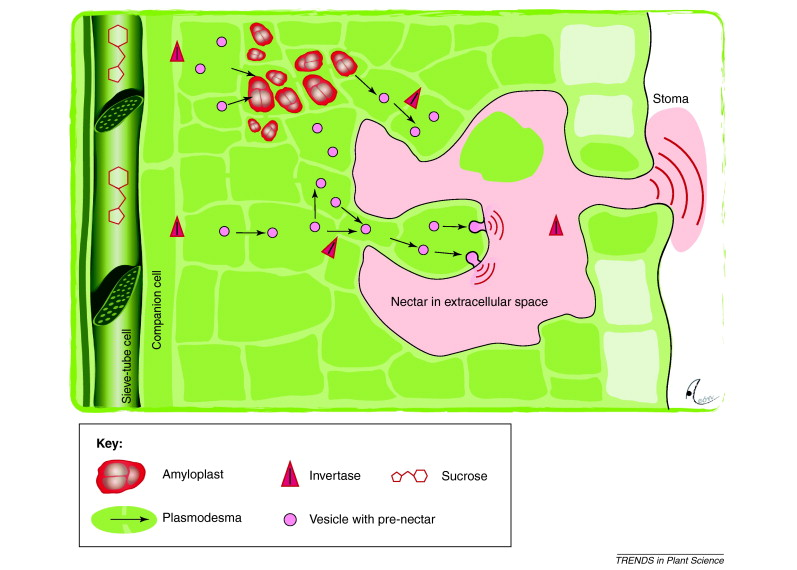 Stoma
Nectar in extracellular space
Companion cell
Sieve-tube cell
Key:
Amyloplast
Invertase
Sucrose
Plasmodesma
Vesicle with pre-nectar
TRENDS in Plant Science